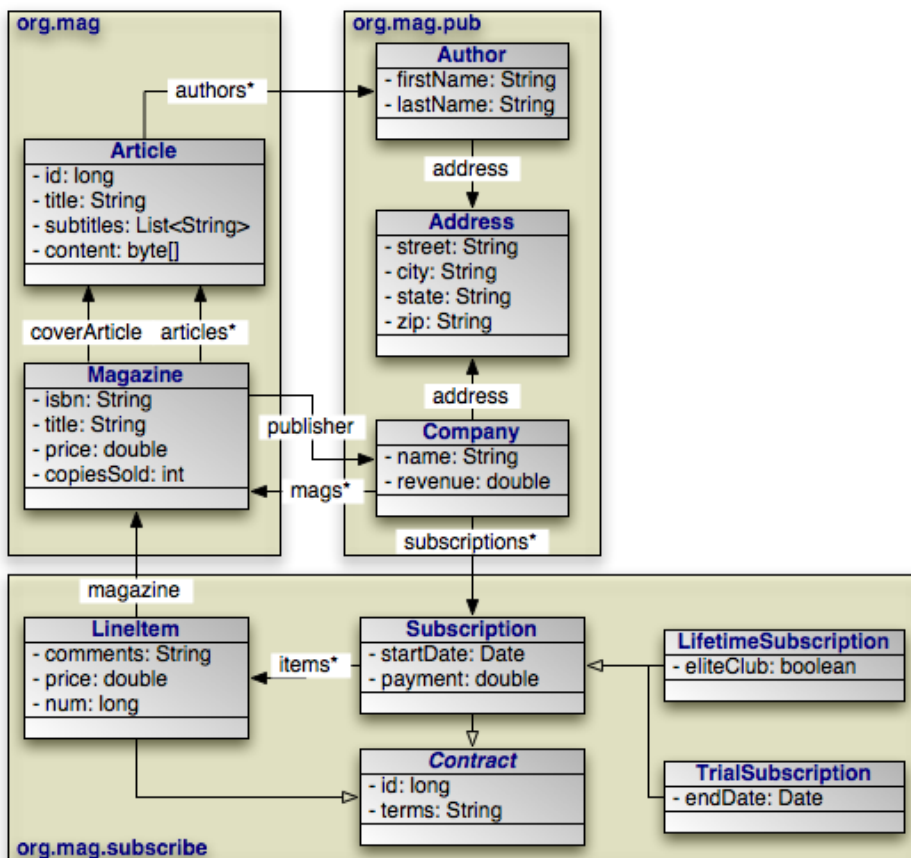 org.mag
org.mag.pub
Author
- firstName: String
- lastName: String
authors*
address
Article
- id: long
- title: String
- subtitles: List<String>
- content: byte[]
Address
- street: String
- city: String
- state: String
- zip: String
coverArticle
articles*
address
Magazine
- isbn: String
- title: String
- price: double
- copiesSold: int
publisher
Company
- name: String
- revenue: double
mags*
subscriptions*
magazine
LineItem
- comments: String
- price: double
- num: long
items*
Subscription
- startDate: Date
- payment: double
LifetimeSubscription
- eliteClub: boolean
Contract
- id: long
- terms: String
TrialSubscription
- endDate: Date
org.mag.subscribe